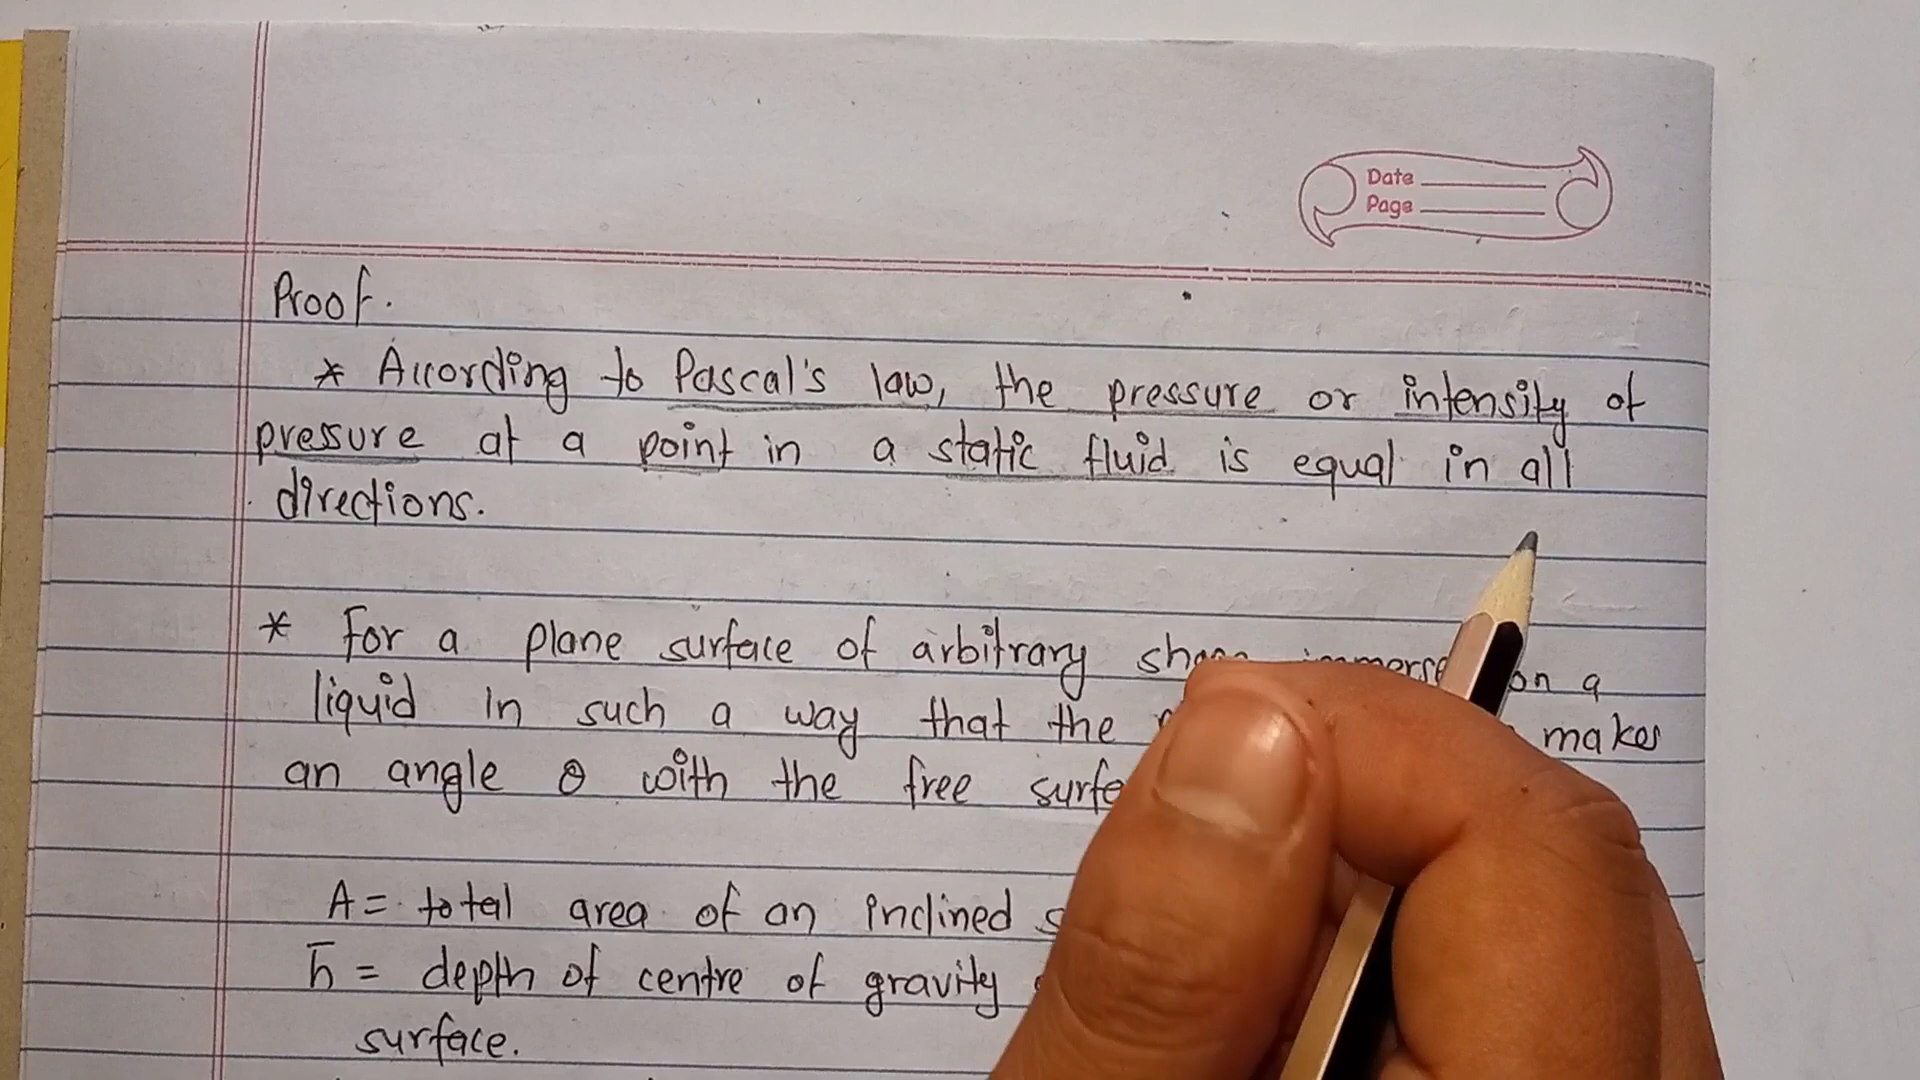 Date
Page
Proof.
* According to Pascal's law, the pressure or intensity of
pressure at a point in a static fluid is equal in all
directions.
* For a plane surface of arbitrary on a
liquid in such a way that the makes
an angle θ with the free
A = total area of an inclined
h̄ = depth of centre of gravity
surface.